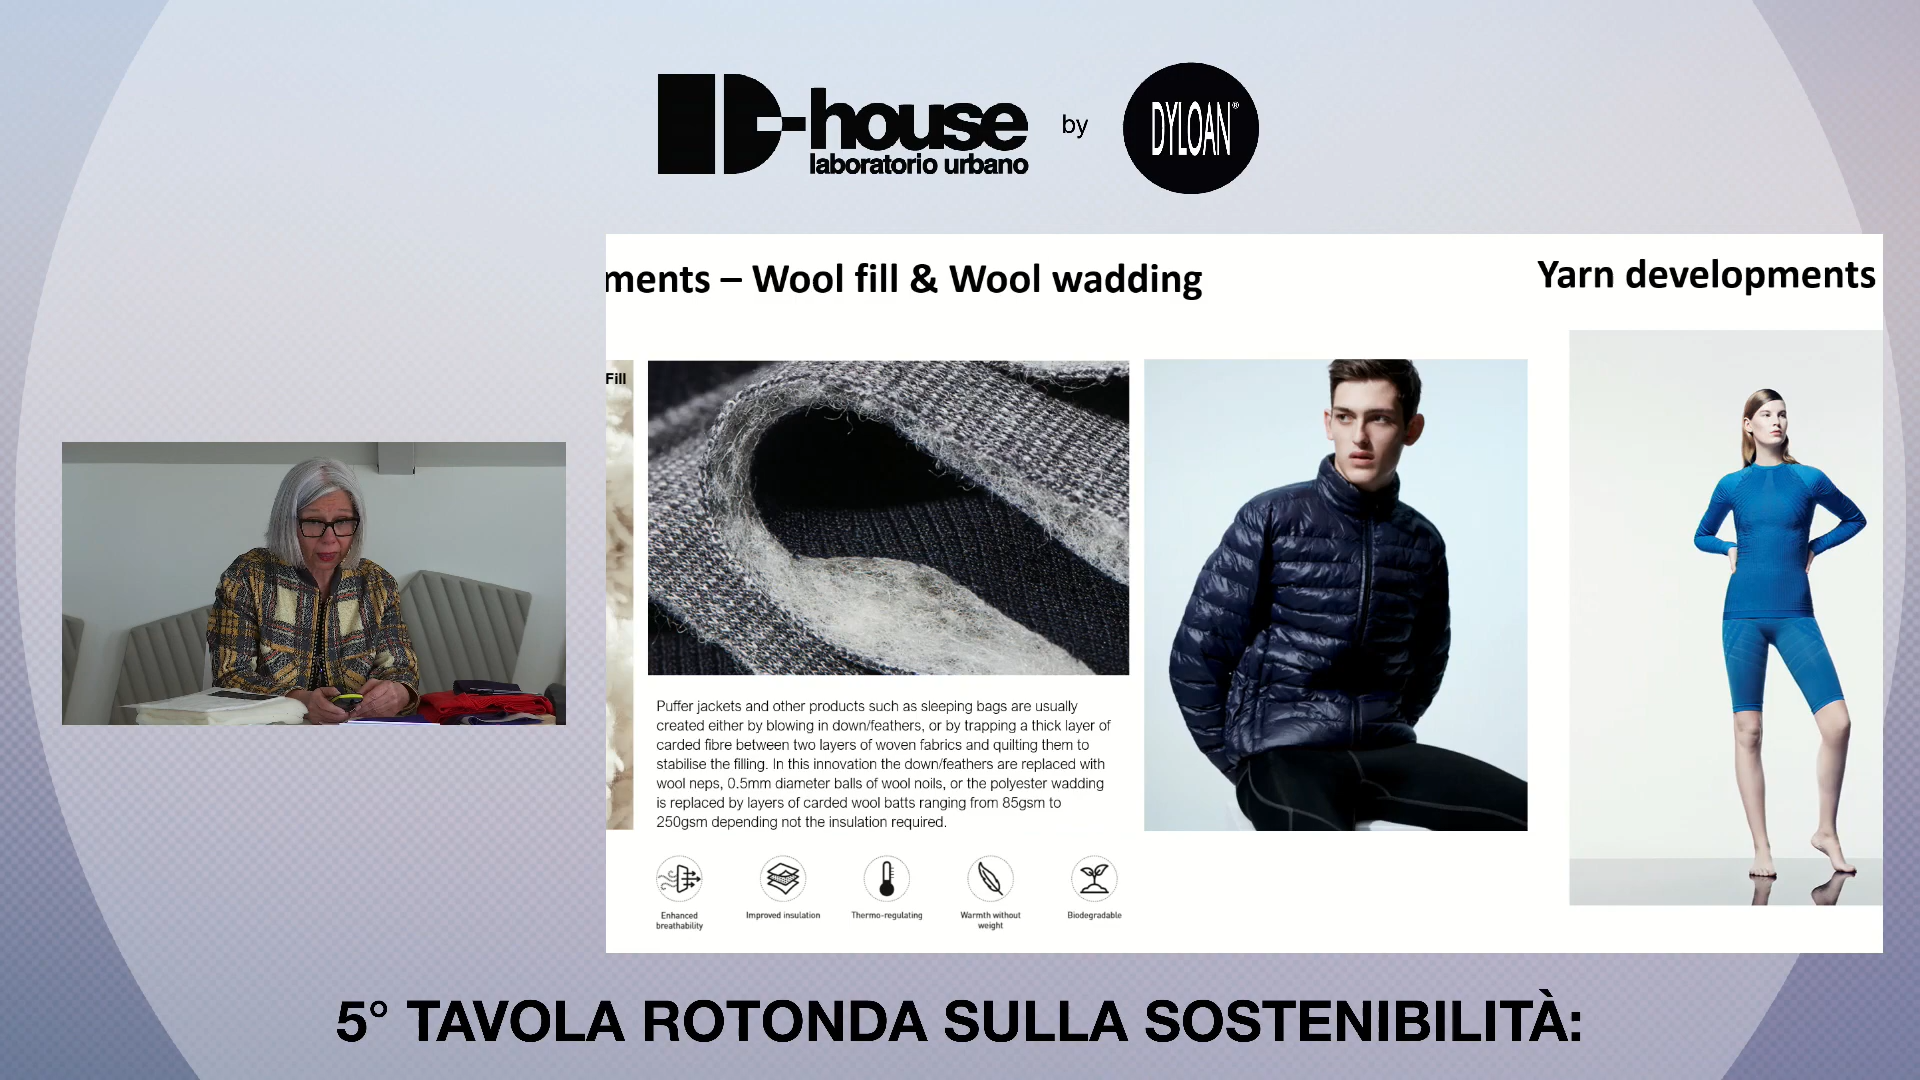 D-house
laboratorio urbano
by
DYLOAN®
ments – Wool fill & Wool wadding
Yarn developments
Fill
Puffer jackets and other products such as sleeping bags are usually
created either by blowing in down/feathers, or by trapping a thick layer of
carded fibre between two layers of woven fabrics and quilting them to
stabilise the filling. In this innovation the down/feathers are replaced with
wool neps, 0.5mm diameter balls of wool noils, or the polyester wadding
is replaced by layers of carded wool batts ranging from 85gsm to
250gsm depending not the insulation required.
Enhanced
breathability
Improved insulation
Thermo-regulating
Warmth without
weight
Biodegradable
5° TAVOLA ROTONDA SULLA SOSTENIBILITÀ: